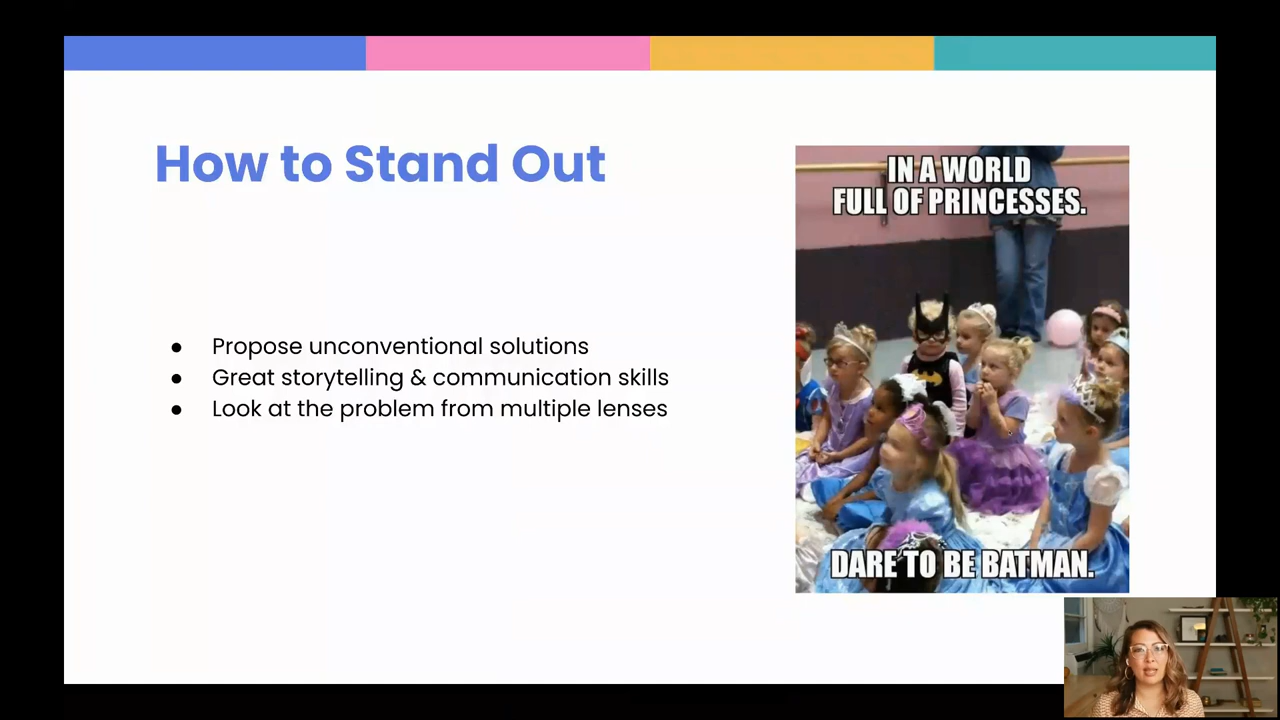 How to Stand Out
● Propose unconventional solutions
● Great storytelling & communication skills
● Look at the problem from multiple lenses
IN A WORLD
FULL OF PRINCESSES.
DARE TO BE BATMAN.